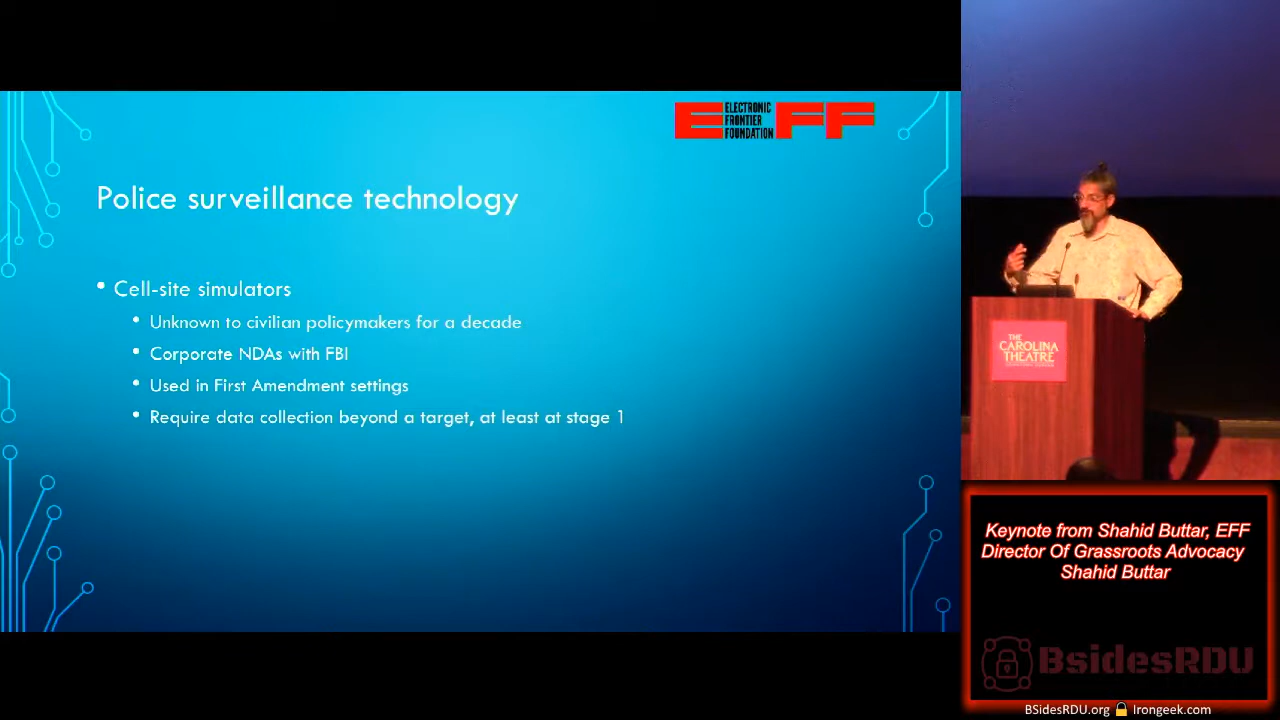 ELECTRONIC
FRONTIER
FOUNDATION
EFF
Police surveillance technology
Cell-site simulators
Unknown to civilian policymakers for a decade
Corporate NDAs with FBI
Used in First Amendment settings
Require data collection beyond a target, at least at stage 1
THE
CAROLINA
THEATRE
Keynote from Shahid Buttar, EFF
Director Of Grassroots Advocacy
Shahid Buttar
BsidesRDU
BSidesRDU.org Irongeek.com